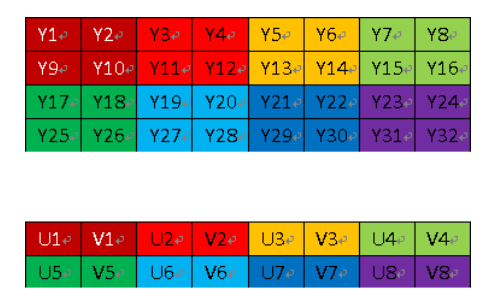 Y1 Y2 Y3 Y4 Y5 Y6 Y7 Y8
Y9 Y10 Y11 Y12 Y13 Y14 Y15 Y16
Y17 Y18 Y19 Y20 Y21 Y22 Y23 Y24
Y25 Y26 Y27 Y28 Y29 Y30 Y31 Y32
U1 V1 U2 V2 U3 V3 U4 V4
U5 V5 U6 V6 U7 V7 U8 V8